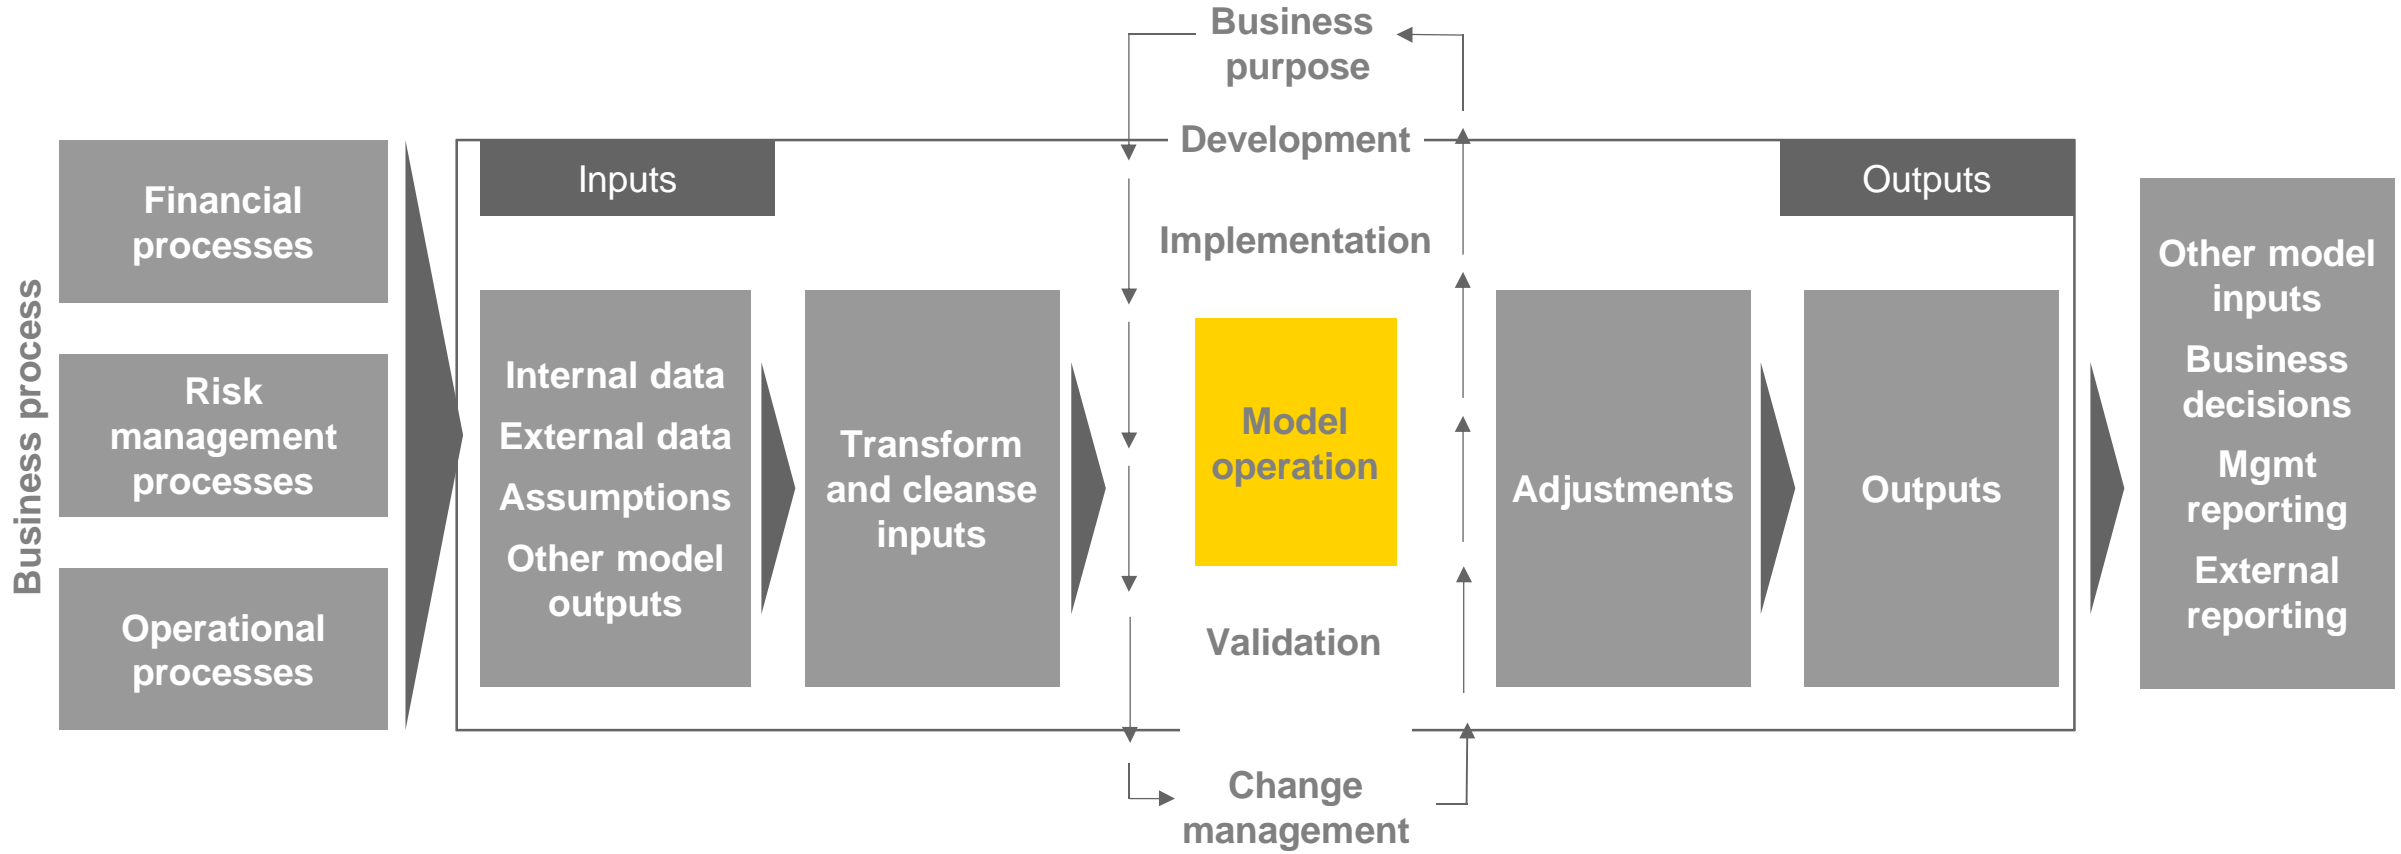 Business process
Financial
processes
Risk
management
processes
Operational
processes
Inputs
Internal data
External data
Assumptions
Other model
outputs
Transform
and cleanse
inputs
Business
purpose
Development
Implementation
Model
operation
Validation
Change
management
Outputs
Adjustments
Outputs
Other model
inputs
Business
decisions
Mgmt
reporting
External
reporting